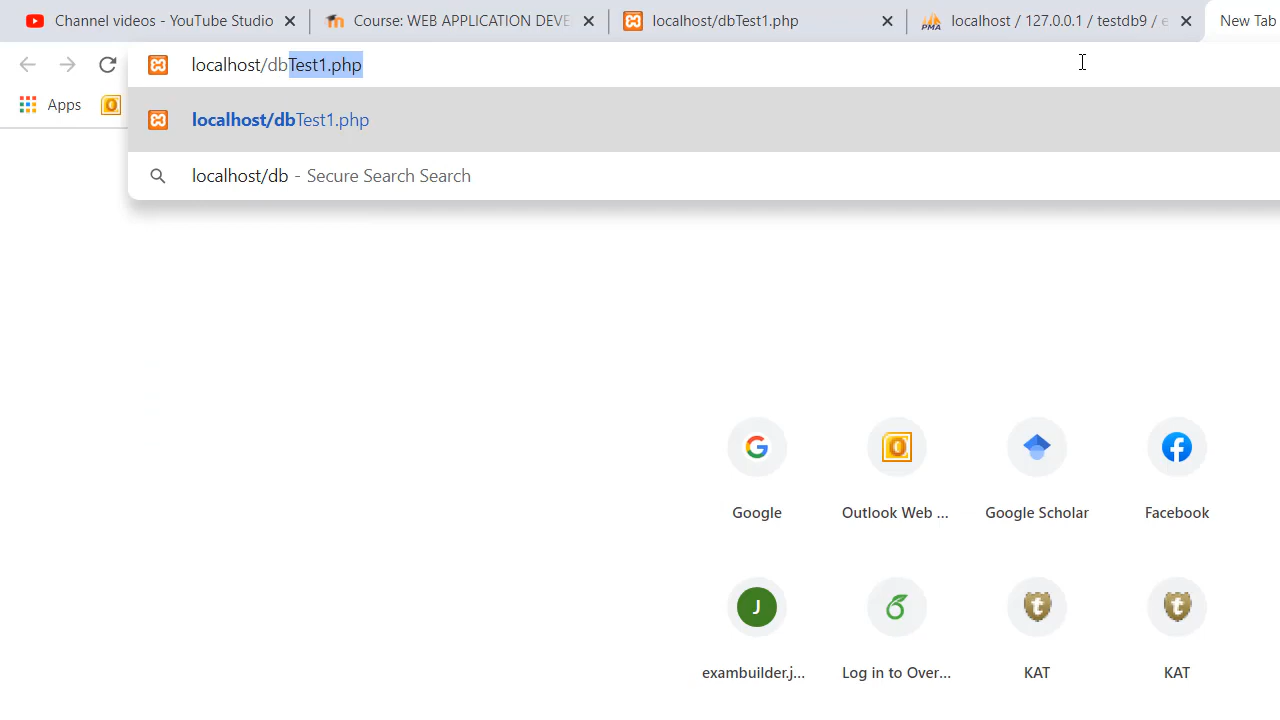 Channel videos - YouTube Studio
Course: WEB APPLICATION DEVE
localhost/dbTest1.php
PMA
localhost / 127.0.0.1 / testdb9 / e
New Tab
localhost/dbTest1.php
Apps
localhost/dbTest1.php
localhost/db - Secure Search Search
Google
Outlook Web ...
Google Scholar
Facebook
J
exambuilder.j...
Log in to Over...
KAT
KAT